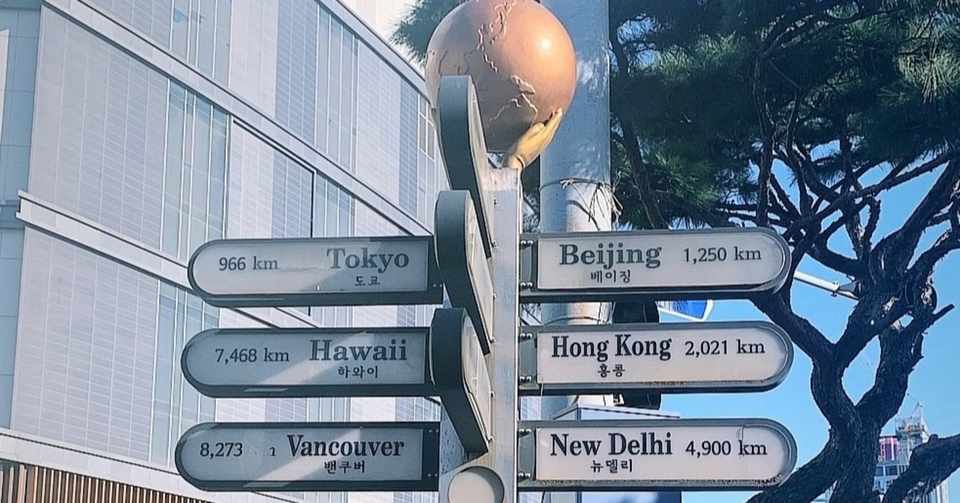 966 km Tokyo
도쿄
7,468 km Hawaii
하와이
8,273 Vancouver
밴쿠버
Beijing 1,250 km
베이징
Hong Kong 2,021 km
홍콩
New Delhi 4,900 km
뉴델리